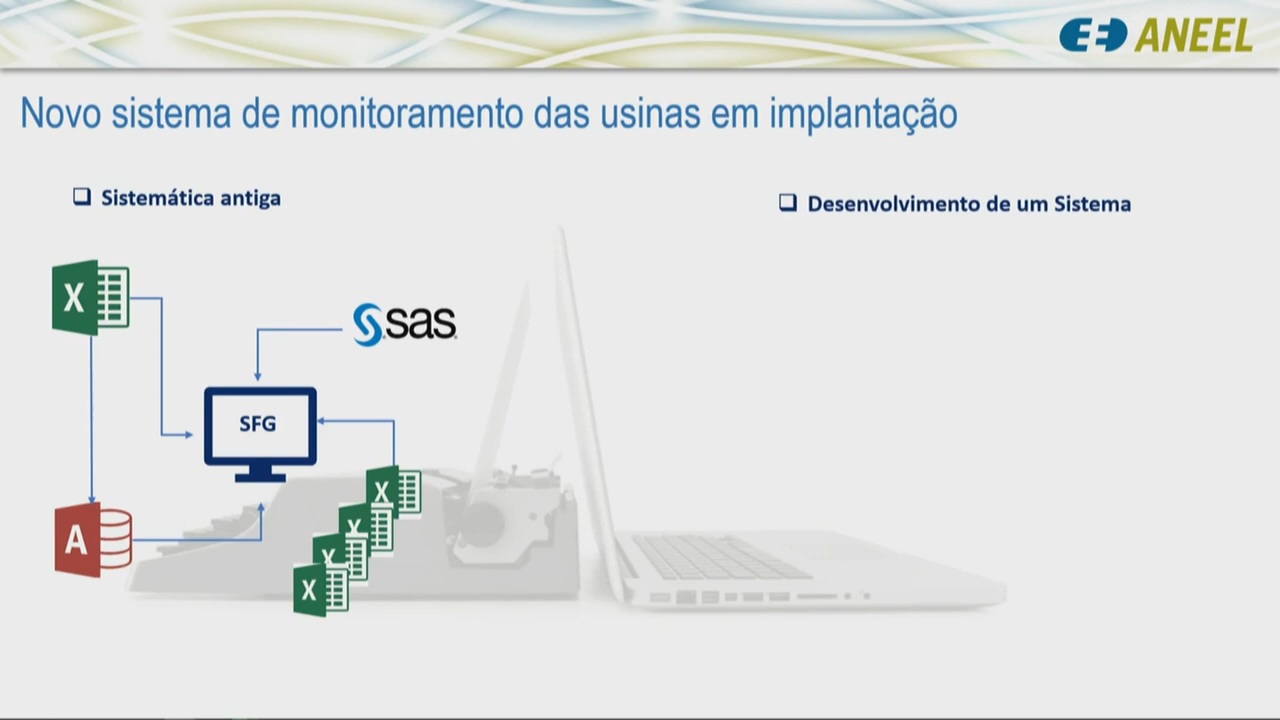 ANEEL
Novo sistema de monitoramento das usinas em implantação
❑ Sistemática antiga
❑ Desenvolvimento de um Sistema
X
sas
SFG
X
X
X
A
X